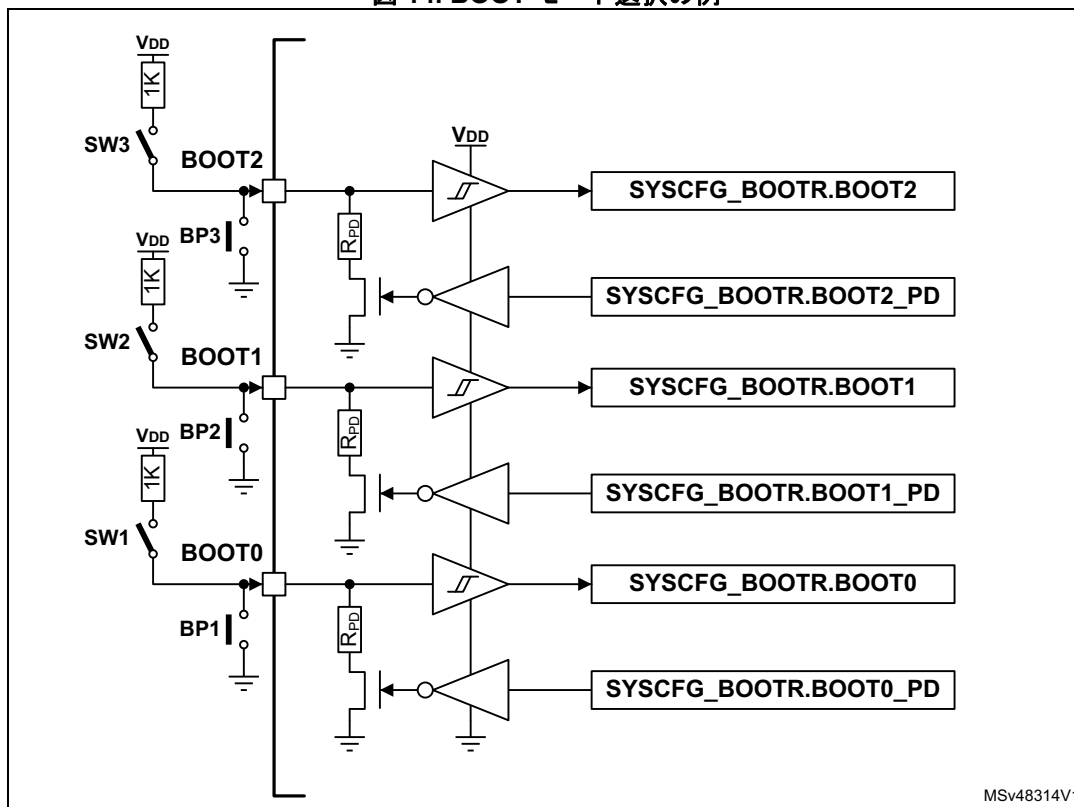 VDD
1K
SW3
BOOT2
VDD
SYSCFG_BOOTR.BOOT2
BP3
RPD
VDD
1K
SYSCFG_BOOTR.BOOT2_PD
SW2
BOOT1
SYSCFG_BOOTR.BOOT1
BP2
RPD
VDD
1K
SYSCFG_BOOTR.BOOT1_PD
SW1
BOOT0
SYSCFG_BOOTR.BOOT0
BP1
RPD
SYSCFG_BOOTR.BOOT0_PD
MSv48314V1